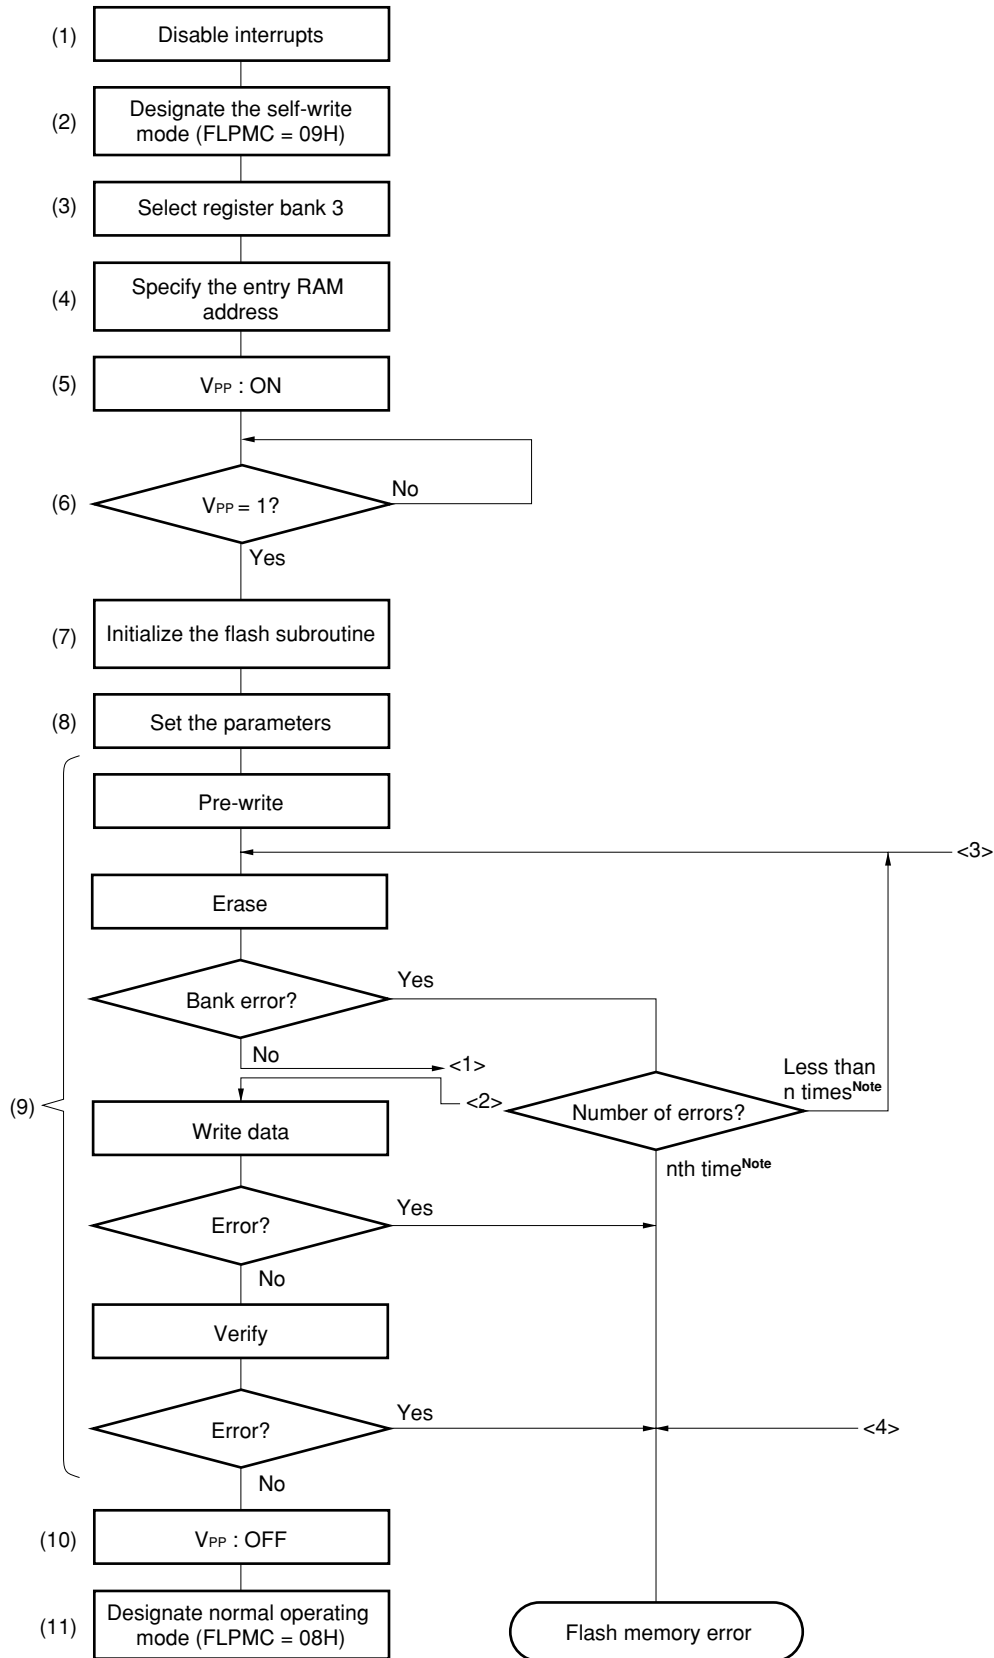 (1) Disable interrupts
(2) Designate the self-write
mode (FLPMC = 09H)
(3) Select register bank 3
(4) Specify the entry RAM
address
(5) VPP : ON
(6) VPP = 1? No
Yes
(7) Initialize the flash subroutine
(8) Set the parameters
Pre-write
<3>
Erase
Bank error? Yes
No <1>
Less than
n timesNote
(9)
<2>
Number of errors?
Write data
nth timeNote
Error? Yes
No
Verify
Error? Yes
<4>
No
(10) VPP : OFF
(11) Designate normal operating
mode (FLPMC = 08H)
Flash memory error